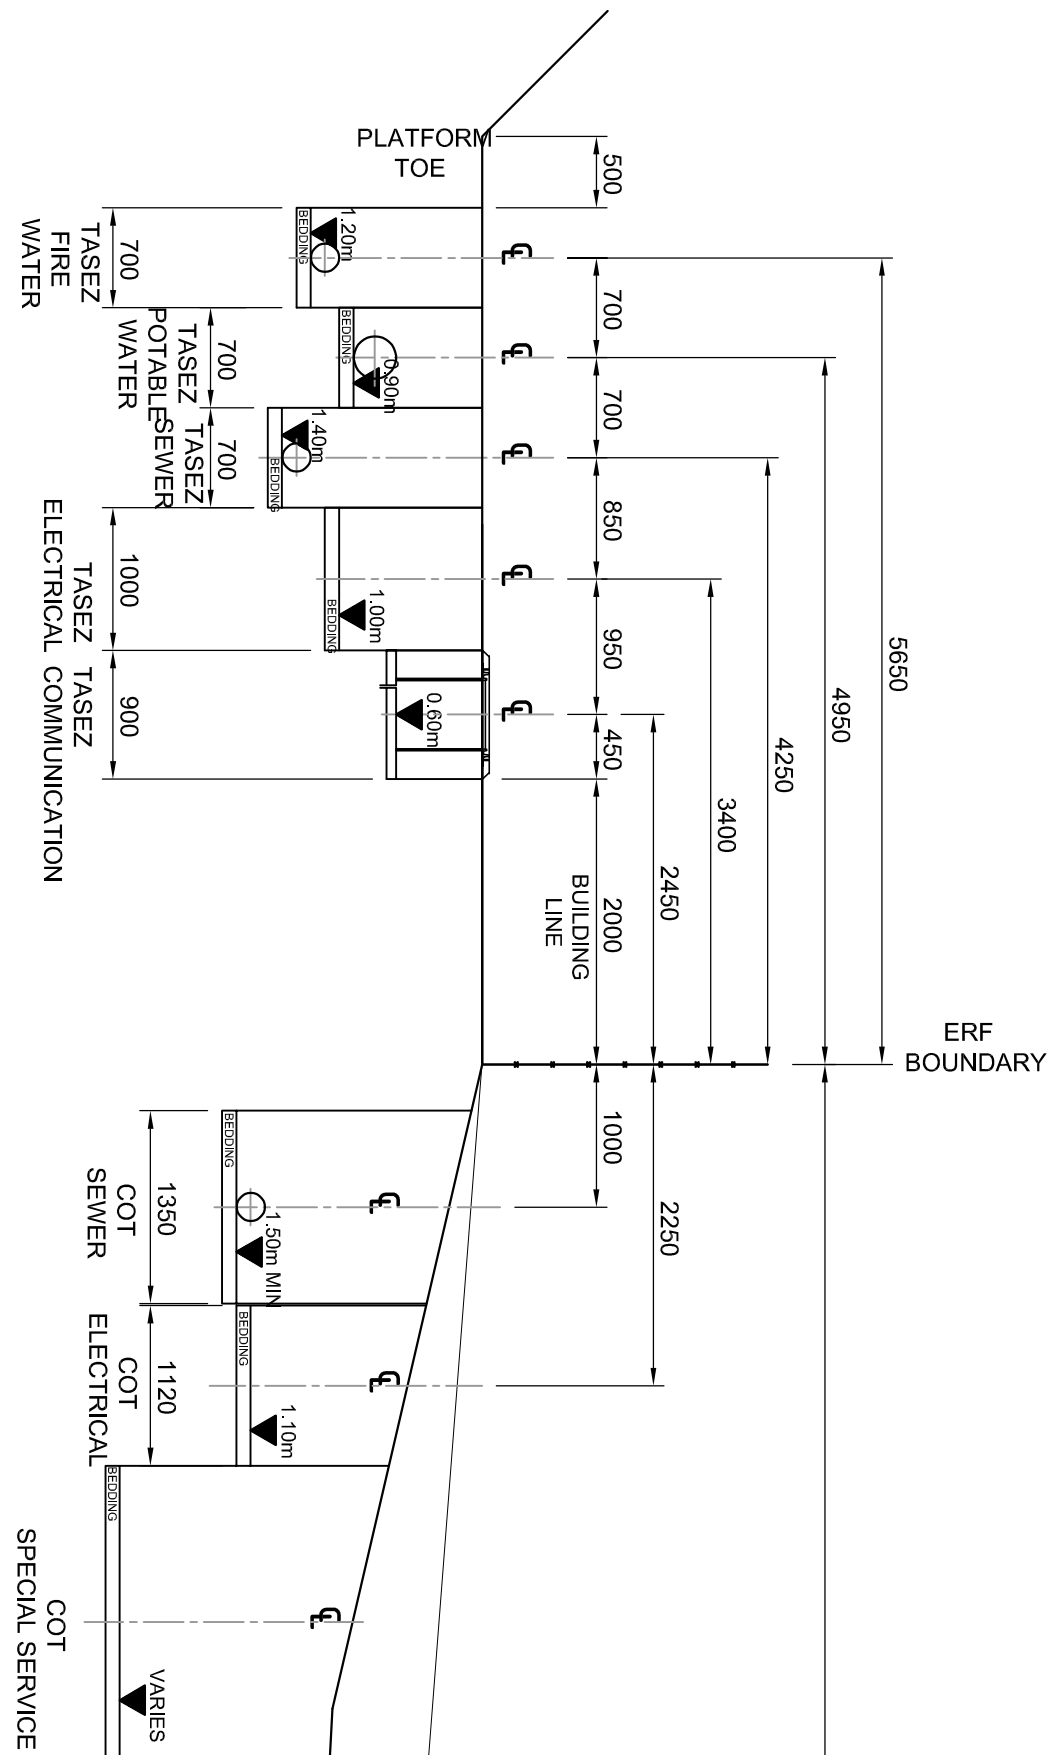 PLATFORM
TOE
500
TASEZ
FIRE
WATER
700
BEDDING
1.20m
700
5650
TASEZ
POTABLE
WATER
700
BEDDING
0.90m
700
4950
TASEZ
SEWER
700
BEDDING
1.40m
850
4250
TASEZ
ELECTRICAL
1000
BEDDING
1.00m
950
3400
TASEZ
COMMUNICATION
900
0.60m
450
2450
2000
BUILDING
LINE
ERF
BOUNDARY
1000
2250
COT
SEWER
1350
BEDDING
1.50m MIN
COT
ELECTRICAL
1120
BEDDING
1.10m
COT
SPECIAL SERVICE
BEDDING
VARIES